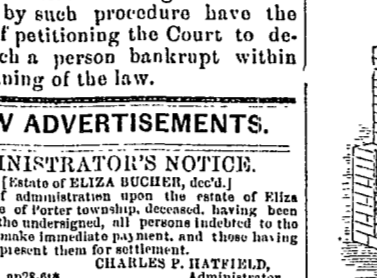 by such procedure have the
f petitioning the Court to de-
ch a person bankrupt within
ning of the law.
V ADVERTISEMENTS.
INISTRATOR'S NOTICE.
[Estate of ELIZA BUCHER, dec'd.]
f administration upon the estate of Eliza
e of Porter township, deceased, having been
the undersigned, all persons indebted to the
make immediate payment, and those having
present them for settlement.
CHARLES P. HATFIELD,
ap28-6t* Administrator